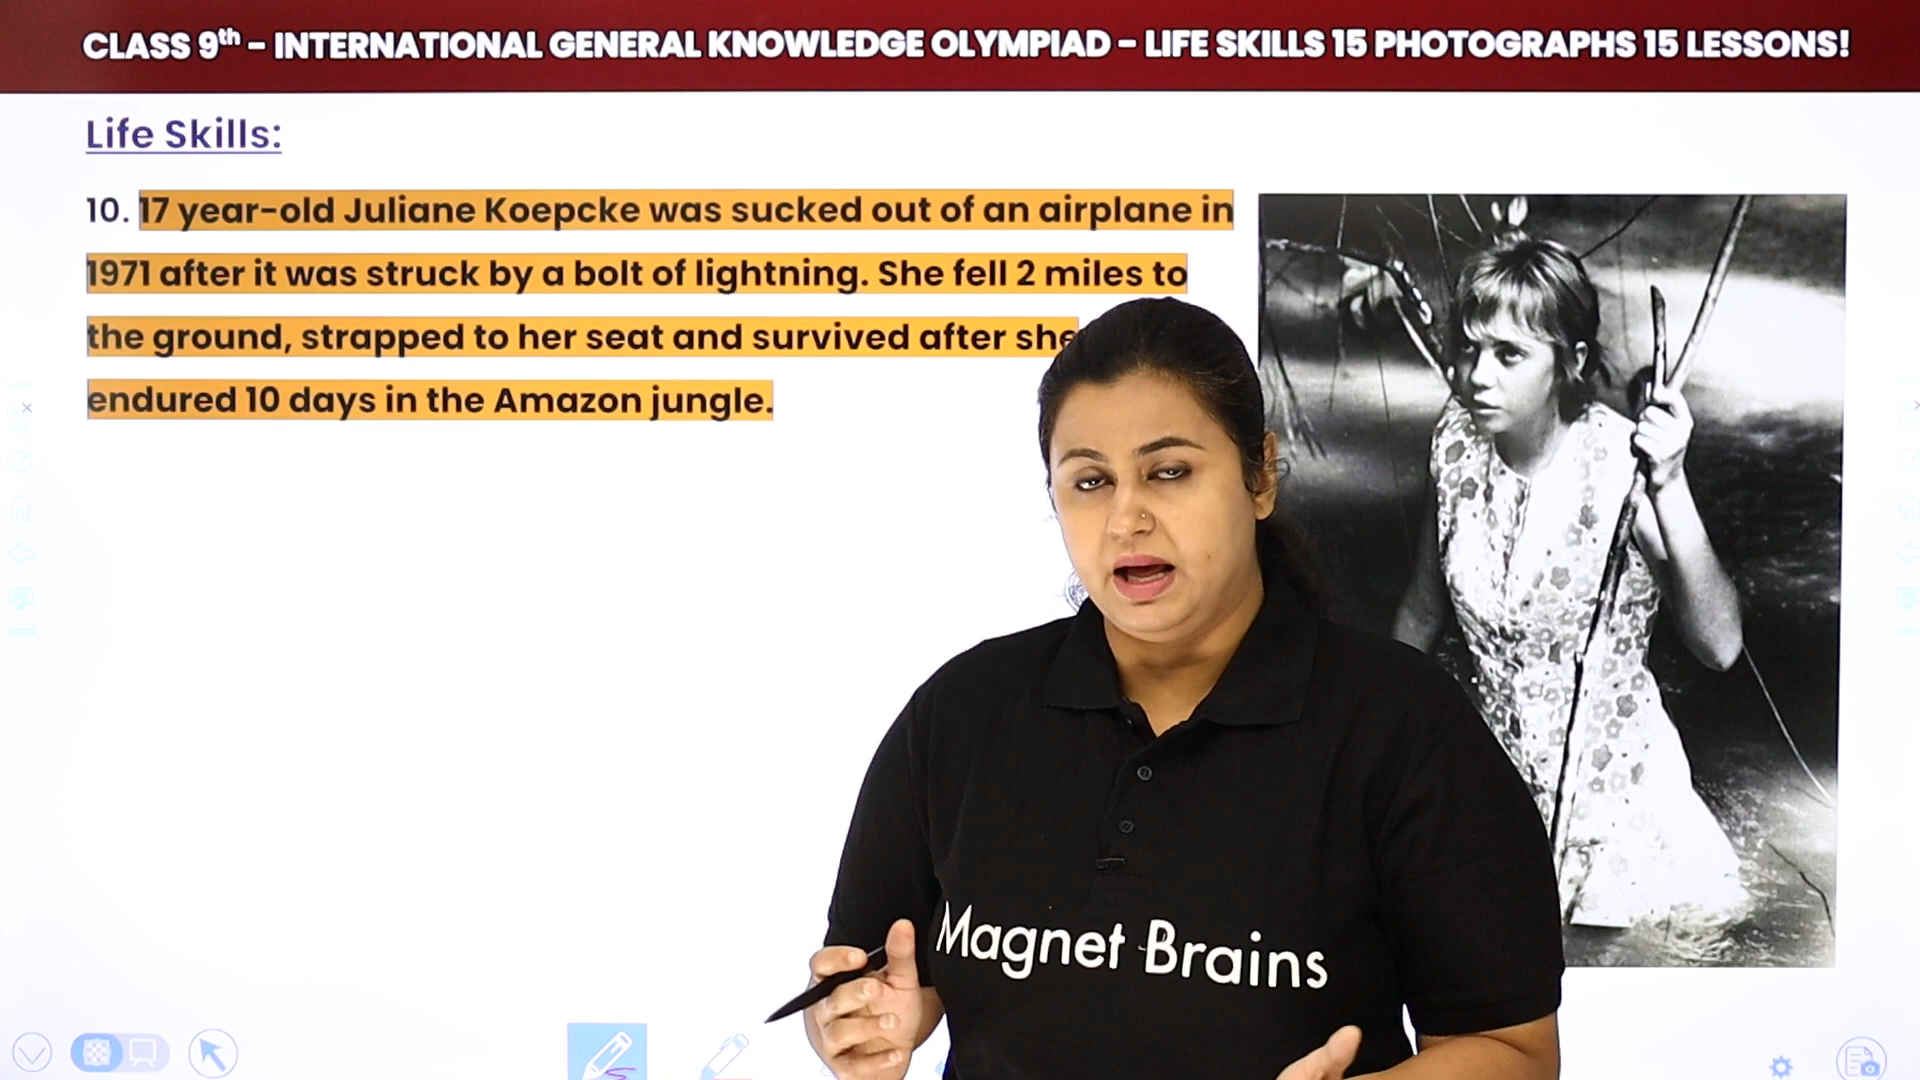 CLASS 9th - INTERNATIONAL GENERAL KNOWLEDGE OLYMPIAD - LIFE SKILLS 15 PHOTOGRAPHS 15 LESSONS!
Life Skills:
10. 17 year-old Juliane Koepcke was sucked out of an airplane in
1971 after it was struck by a bolt of lightning. She fell 2 miles to
the ground, strapped to her seat and survived after she
endured 10 days in the Amazon jungle.
Magnet Brains